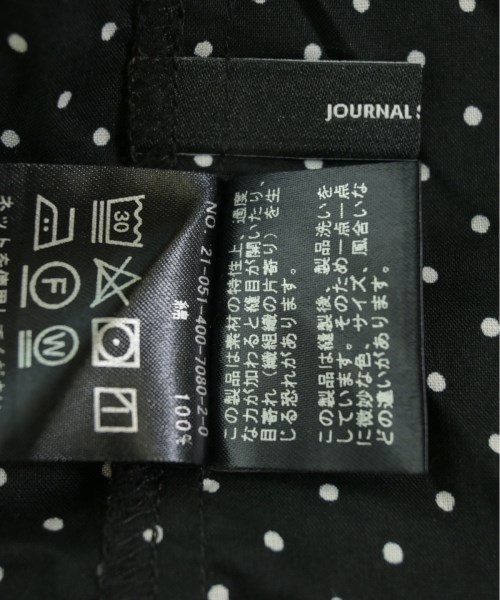 JOURNAL S
この製品は素材の特性上、過度
な力が加わると縫目が開いたり、
目寄れ(織組織の片寄り)を生
じる恐れがあります。
この製品は縫製後、製品洗いを
しています。そのため一点一点
に微妙な色、サイズ、風合いな
どの違いがあります。
NO. 21-051-400-7080-2-0
綿 100%
30
F
W